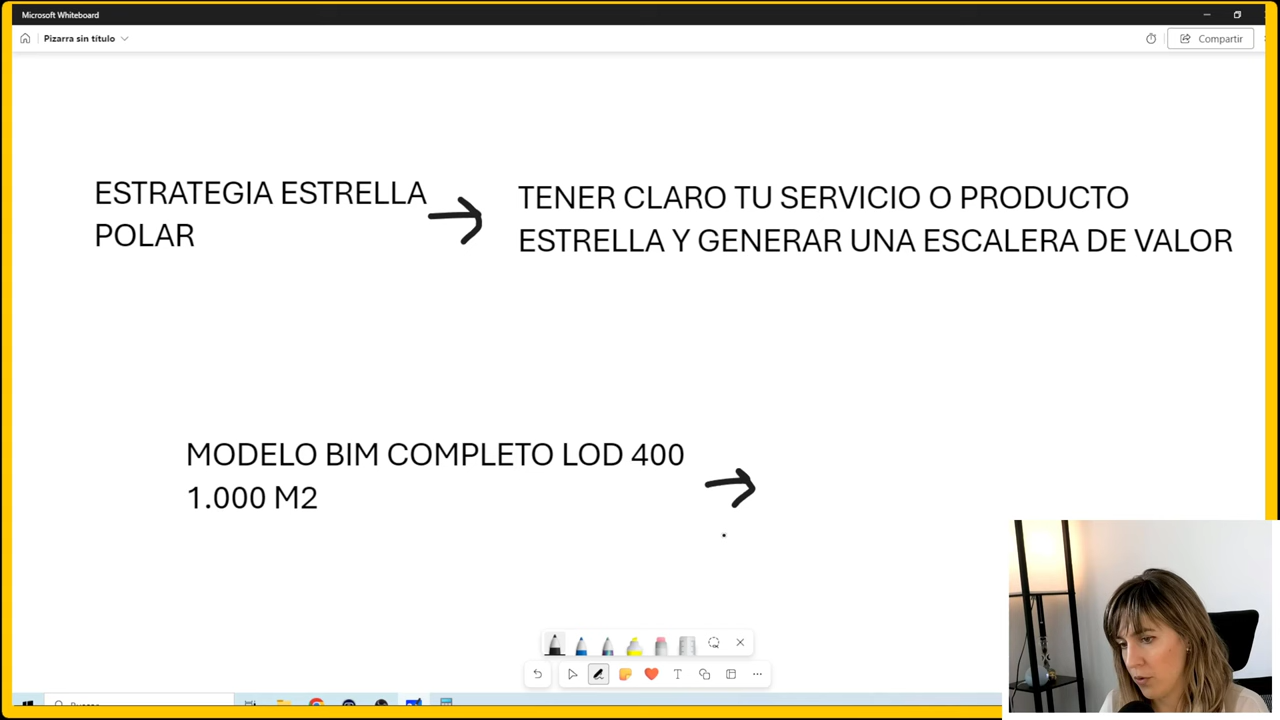 Microsoft Whiteboard
Pizarra sin título
Compartir
ESTRATEGIA ESTRELLA
POLAR
TENER CLARO TU SERVICIO O PRODUCTO
ESTRELLA Y GENERAR UNA ESCALERA DE VALOR
MODELO BIM COMPLETO LOD 400
1.000 M2